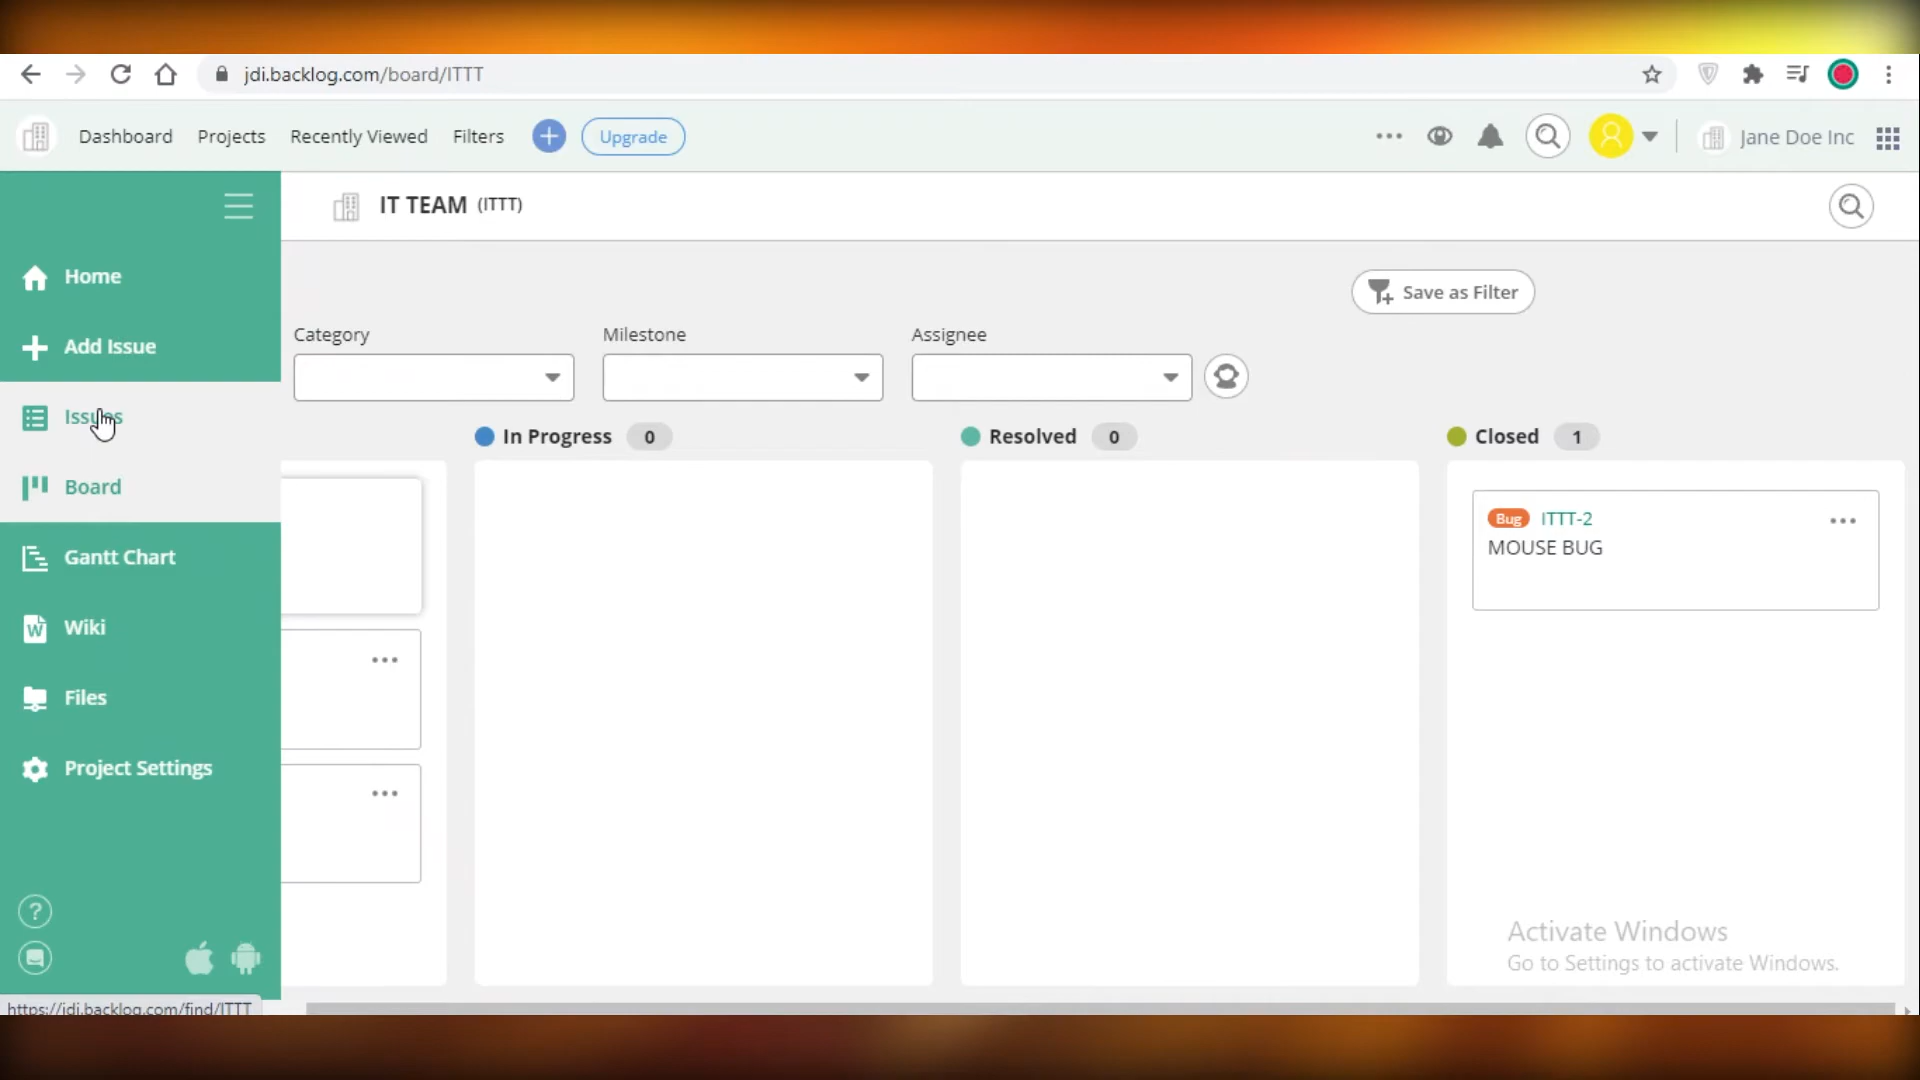 jdi.backlog.com/board/ITTT
Dashboard Projects Recently Viewed Filters Upgrade Jane Doe Inc
IT TEAM (ITTT)
Home
Add Issue
Issues
Board
Gantt Chart
Wiki
Files
Project Settings
Save as Filter
Category Milestone Assignee
In Progress 0 Resolved 0 Closed 1
Bug ITTT-2
MOUSE BUG
Activate Windows
Go to Settings to activate Windows.
https://jdi.backlog.com/find/ITTT